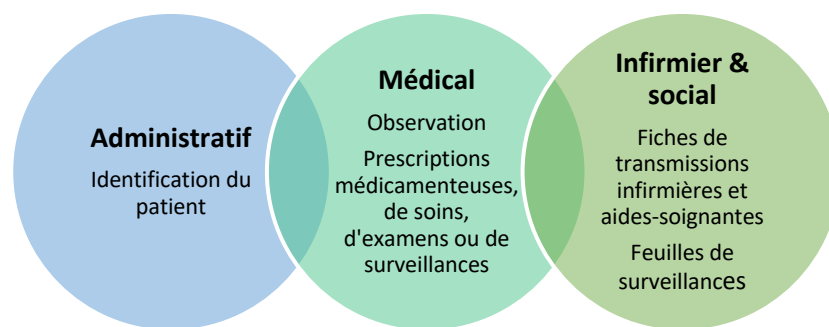 Administratif
Identification du
patient
Médical
Observation
Prescriptions
médicamenteuses,
de soins,
d'examens ou de
surveillances
Infirmier &
social
Fiches de
transmissions
infirmières et
aides-soignantes
Feuilles de
surveillances